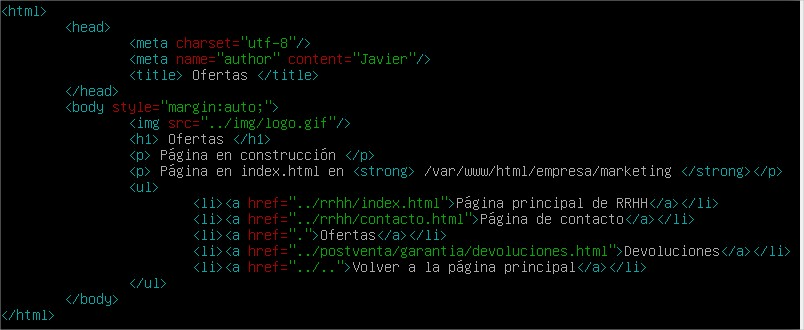 <html>
<head>
<meta charset="utf-8"/>
<meta name="author" content="Javier"/>
<title> Ofertas </title>
</head>
<body style="margin:auto;">
<img src="../img/logo.gif"/>
<h1> Ofertas </h1>
<p> Página en construcción </p>
<p> Página en index.html en <strong> /var/www/html/empresa/marketing </strong></p>
<ul>
<li><a href="../rrhh/index.html">Página principal de RRHH</a></li>
<li><a href="../rrhh/contacto.html">Página de contacto</a></li>
<li><a href=".">Ofertas</a></li>
<li><a href="../postventa/garantia/devoluciones.html">Devoluciones</a></li>
<li><a href="../..">Volver a la página principal</a></li>
</ul>
</body>
</html>